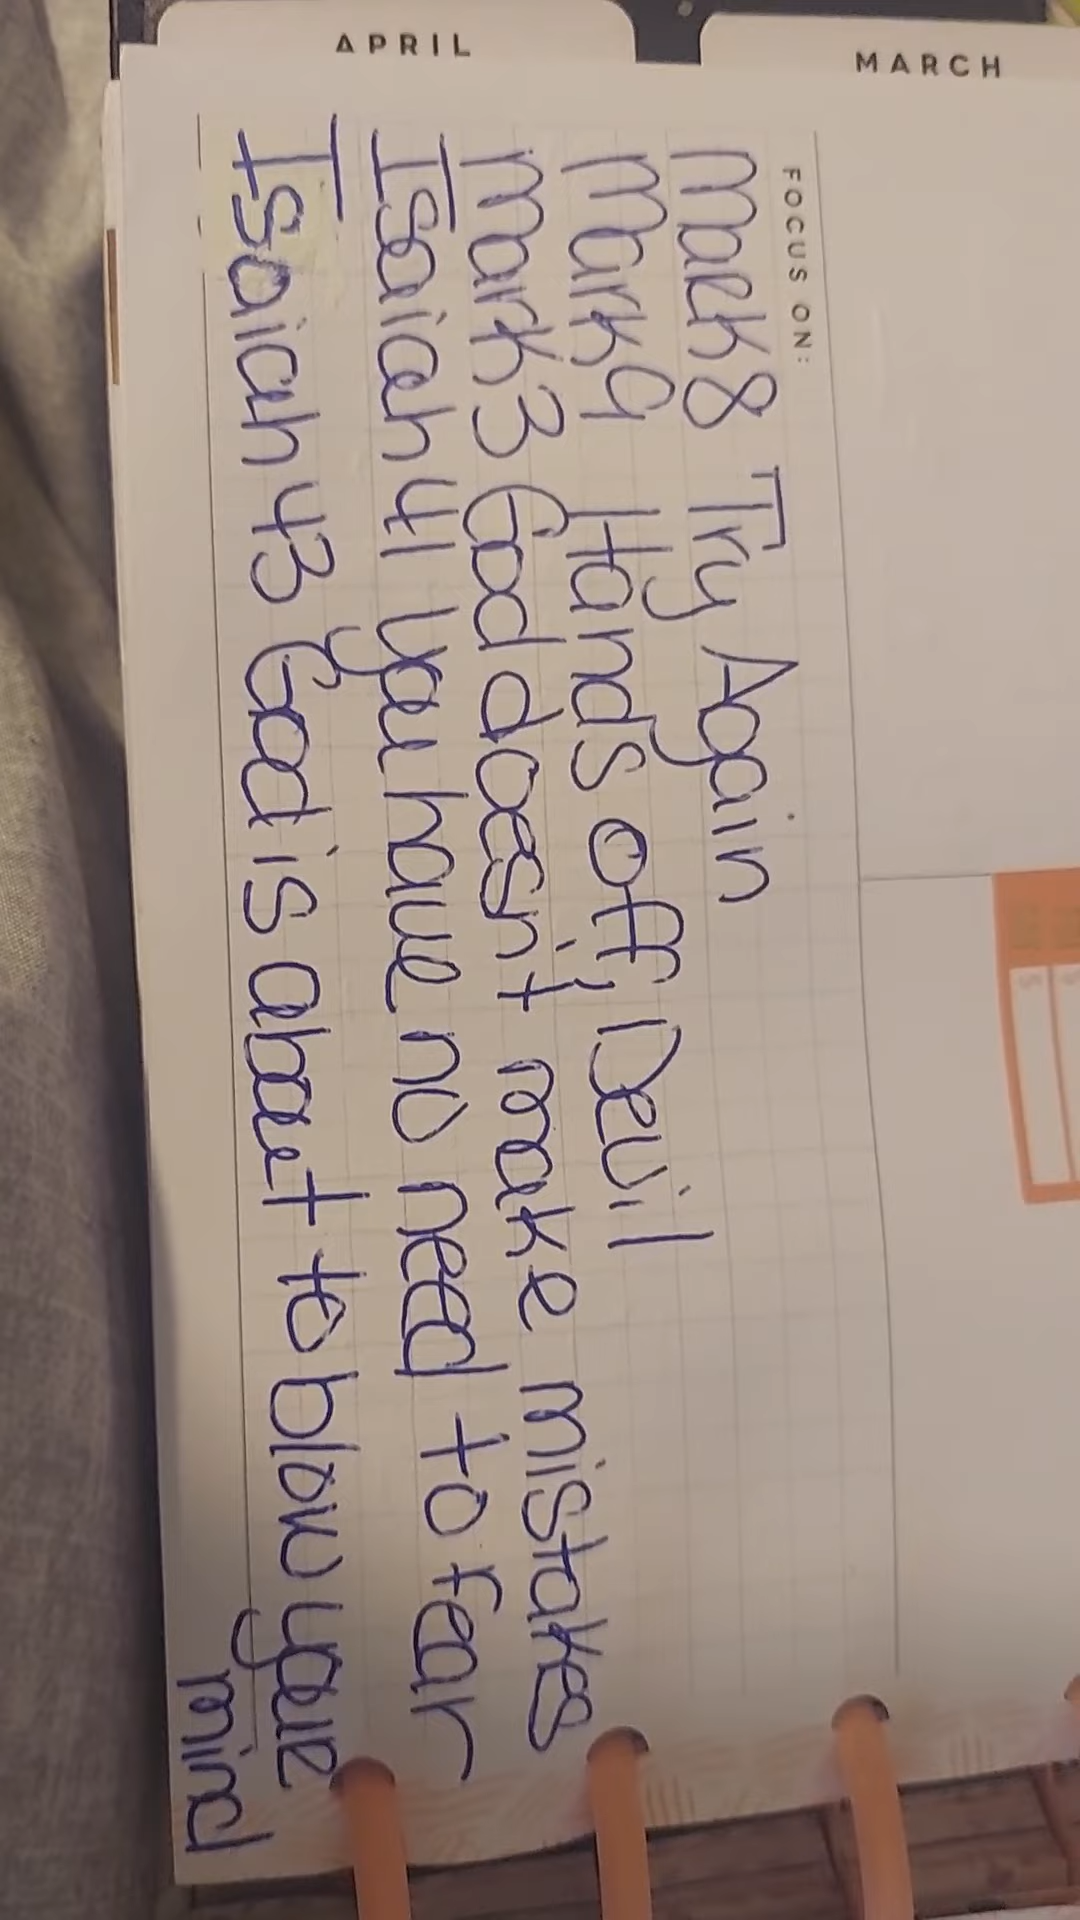 APRIL
MARCH
FOCUS ON:
Mark 8 Try Again
Mark 9 Hands off, Devil
Mark 3 God doesn't make mistakes
Isaiah 41 You have no need to fear
Isaiah 43 God is about to blow your
mind